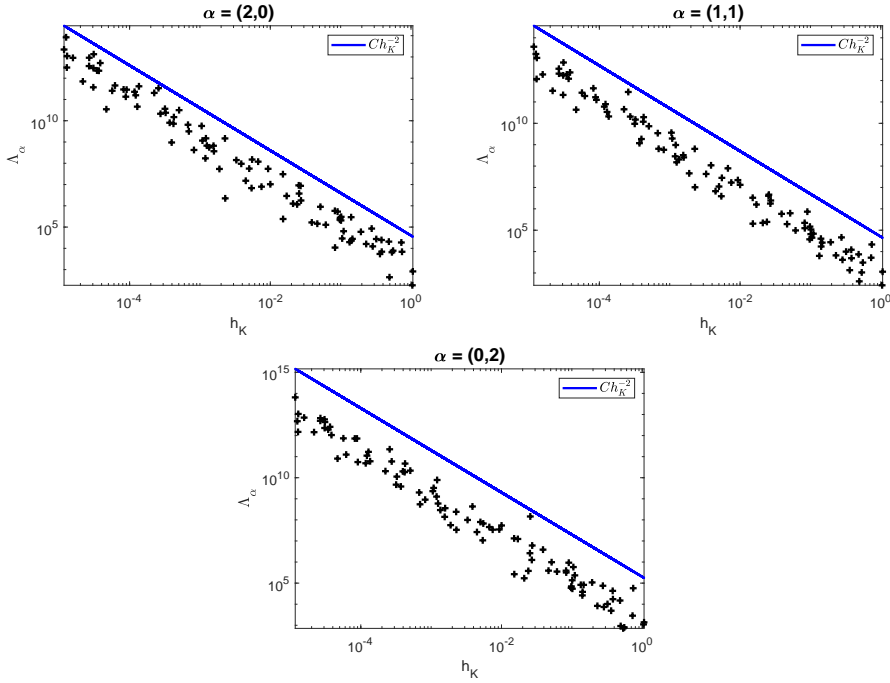 α = (2,0)
Ch_K^{-2}
10^{10}
10^5
Λ_α
10^{-4}
10^{-2}
10^0
h_K
α = (1,1)
Ch_K^{-2}
10^{10}
10^5
Λ_α
10^{-4}
10^{-2}
10^0
h_K
α = (0,2)
10^{15}
Ch_K^{-2}
10^{10}
10^5
Λ_α
10^{-4}
10^{-2}
10^0
h_K